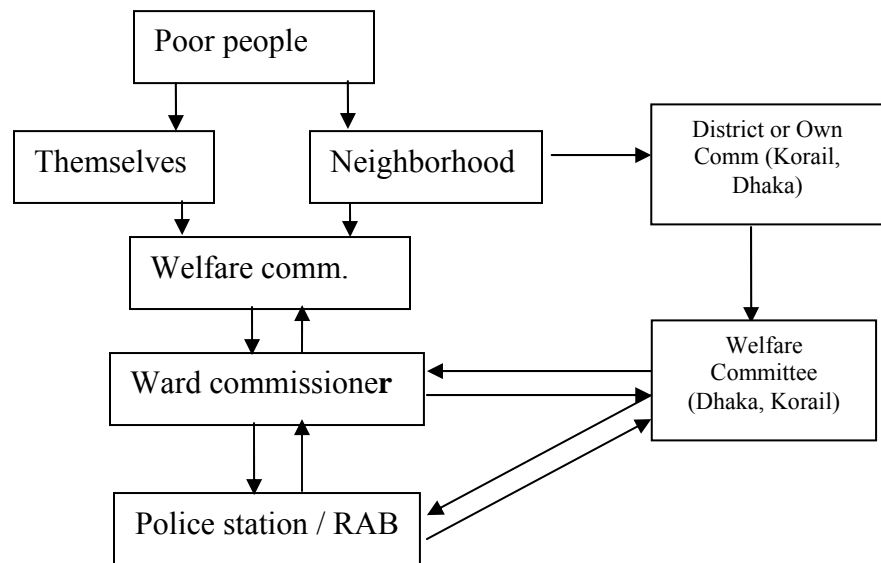 Poor people
Themselves
Neighborhood
District or Own
Comm (Korail,
Dhaka)
Welfare comm.
Ward commissioner
Welfare
Committee
(Dhaka, Korail)
Police station / RAB